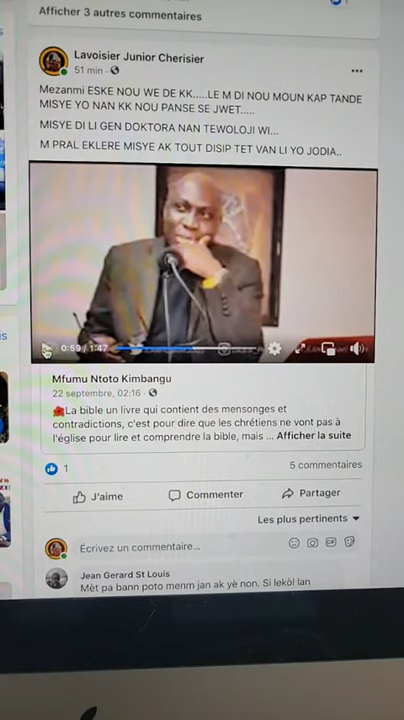 Afficher 3 autres commentaires
Lavoisier Junior Cherisier
51 min
Mezanmi ESKE NOU WE DE KK.....LE M DI NOU MOUN KAP TANDE
MISYE YO NAN KK NOU PANSE SE JWET.....
MISYE DI LI GEN DOKTORA NAN TEWOLOJI WI...
M PRAL EKLERE MISYE AK TOUT DISIP TET VAN LI YO JODIA..
0:59 / 1:47
Mfumu Ntoto Kimbangu
22 septembre, 02:16
La bible un livre qui contient des mensonges et
contradictions, c'est pour dire que les chrétiens ne vont pas à
l'église pour lire et comprendre la bible, mais ... Afficher la suite
1
5 commentaires
J'aime
Commenter
Partager
Les plus pertinents
Écrivez un commentaire...
GIF
Jean Gerard St Louis
Mèt pa bann poto menm jan ak yè non. Si lekòl lan